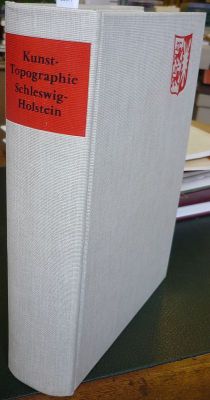 Kunst-
Topographie
Schleswig-
Holstein